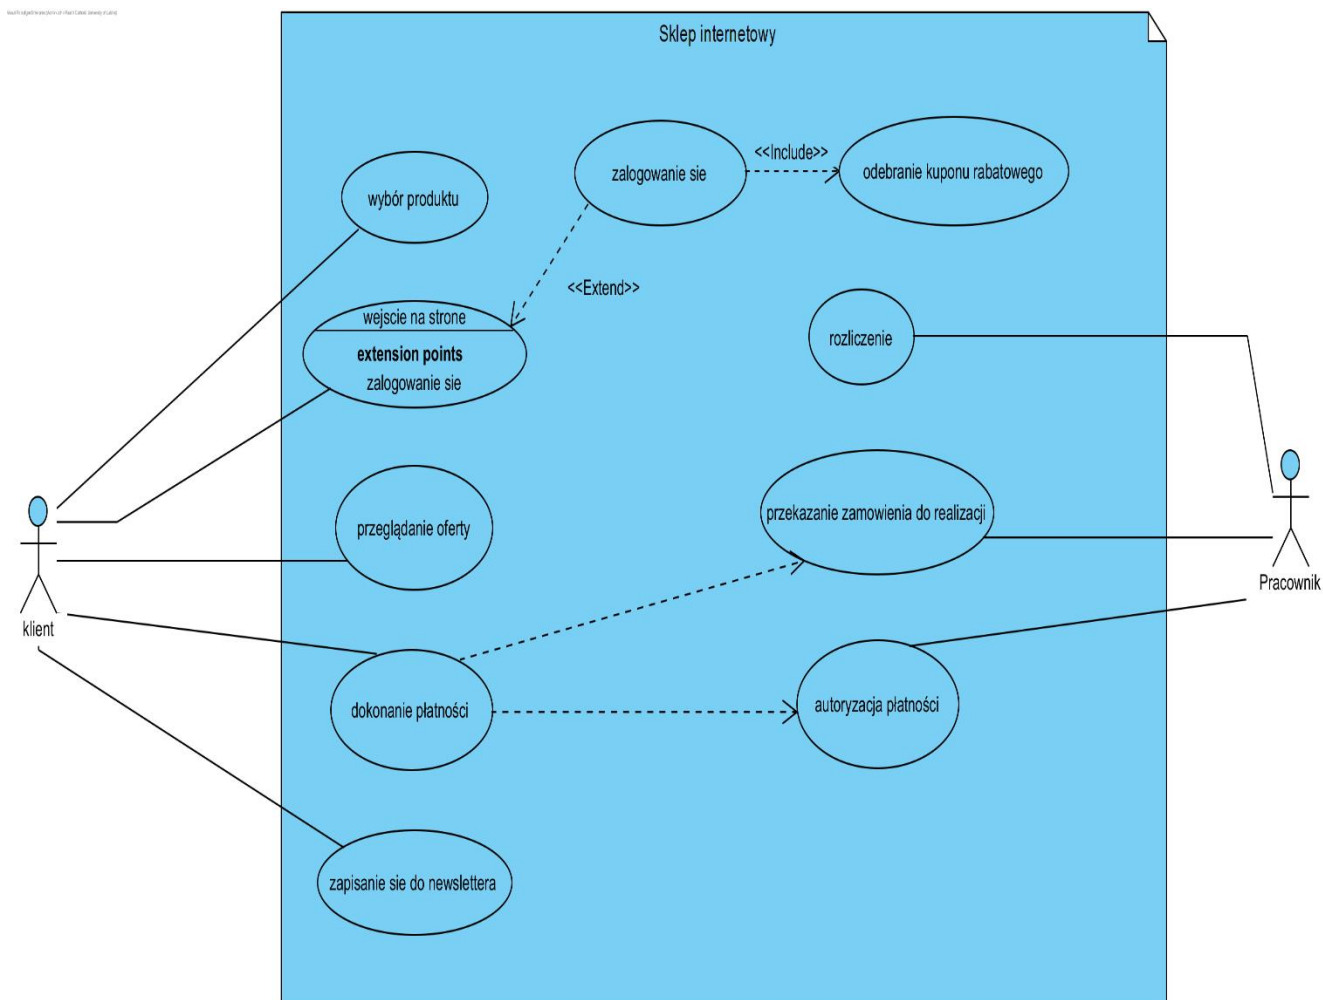 Sklep internetowy
zalogowanie sie
<<Include>>
odebranie kuponu rabatowego
wybór produktu
<<Extend>>
wejscie na strone
extension points
zalogowanie sie
rozliczenie
przeglądanie oferty
przekazanie zamowienia do realizacji
klient
Pracownik
dokonanie płatności
autoryzacja płatności
zapisanie sie do newslettera